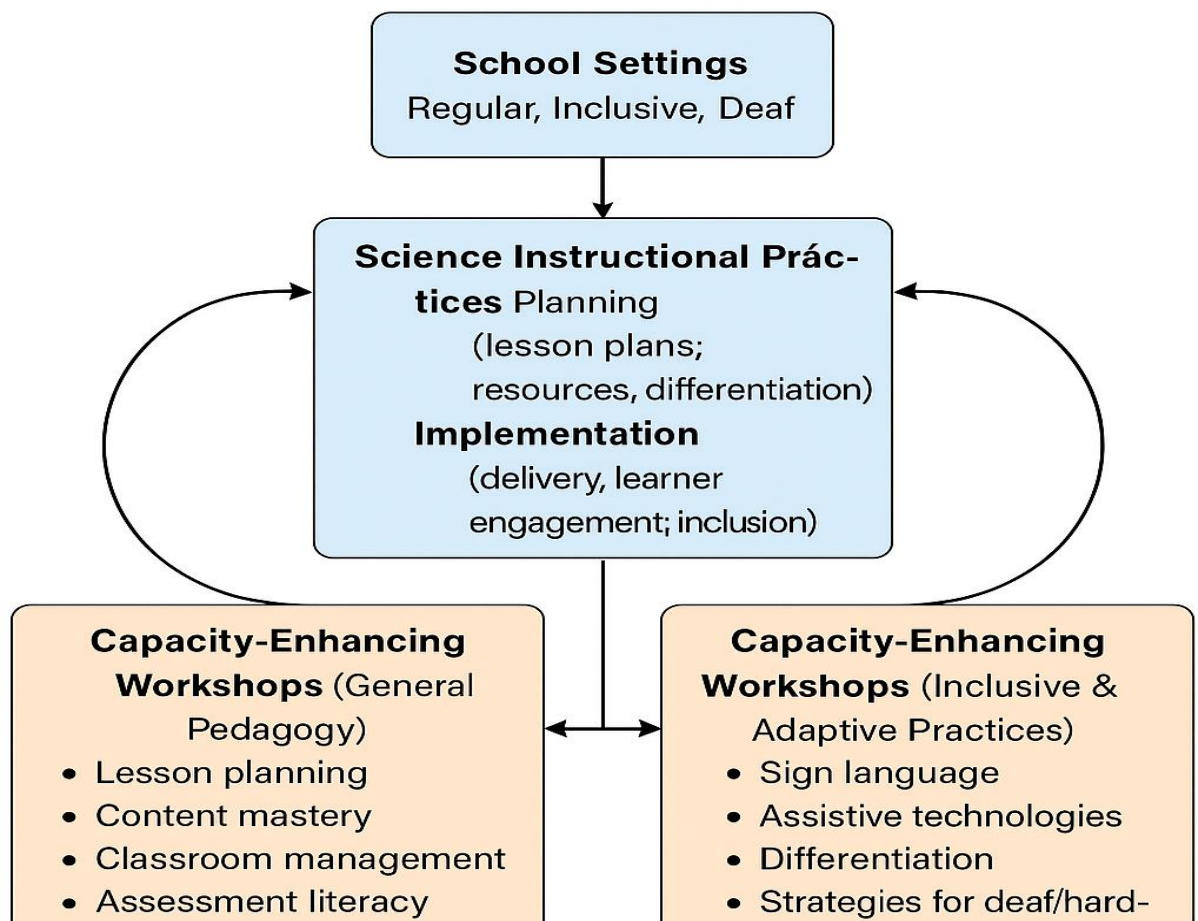 School Settings
Regular, Inclusive, Deaf
Science Instructional Prác-
tices Planning
(lesson plans;
resources, differentiation)
Implementation
(delivery, learner
engagement; inclusion)
Capacity-Enhancing
Workshops (General
Pedagogy)
• Lesson planning
• Content mastery
• Classroom management
• Assessment literacy
Capacity-Enhancing
Workshops (Inclusive &
Adaptive Practices)
• Sign language
• Assistive technologies
• Differentiation
• Strategies for deaf/hard-